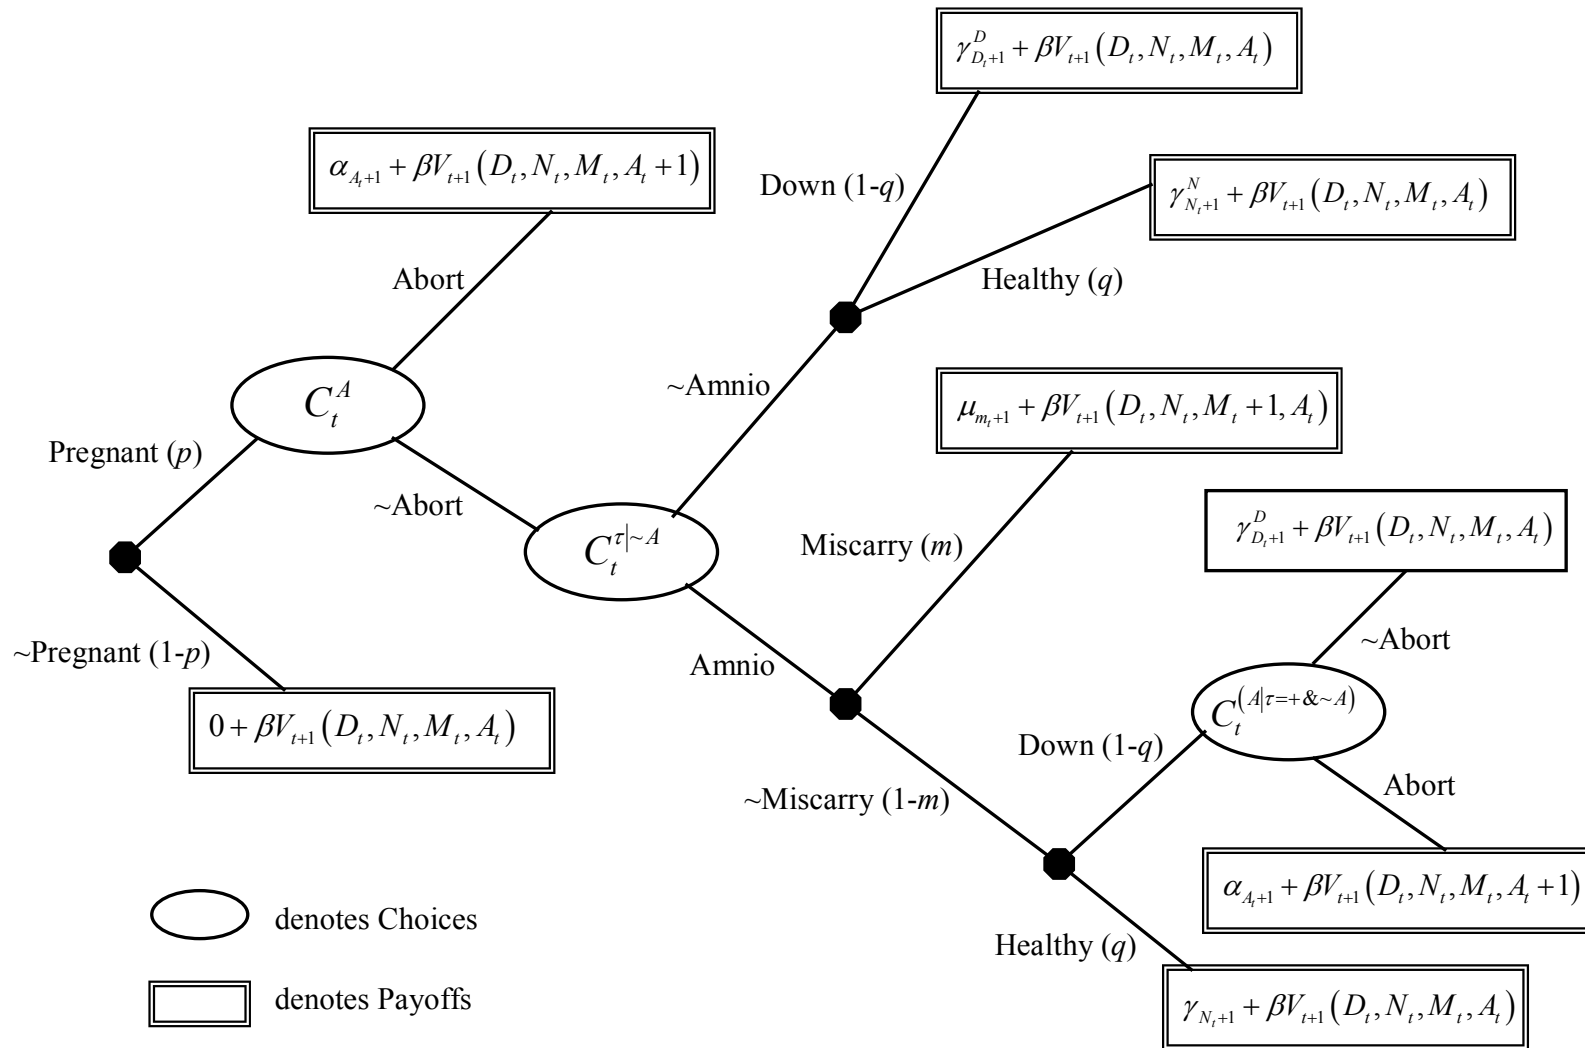 γ^D_{D_t+1} + βV_{t+1}(D_t, N_t, M_t, A_t)
α_{A_t+1} + βV_{t+1}(D_t, N_t, M_t, A_t + 1)
Down (1-q)
γ^N_{N_t+1} + βV_{t+1}(D_t, N_t, M_t, A_t)
Abort
Healthy (q)
C_t^A
~Amnio
μ_{m_t+1} + βV_{t+1}(D_t, N_t, M_t + 1, A_t)
Pregnant (p)
~Abort
C_t^{τ|~A}
Miscarry (m)
γ^D_{D_t+1} + βV_{t+1}(D_t, N_t, M_t, A_t)
~Pregnant (1-p)
Amnio
~Abort
0 + βV_{t+1}(D_t, N_t, M_t, A_t)
C_t^{(A|τ=+&~A)}
Down (1-q)
~Miscarry (1-m)
Abort
α_{A_t+1} + βV_{t+1}(D_t, N_t, M_t, A_t + 1)
denotes Choices
Healthy (q)
denotes Payoffs
γ_{N_t+1} + βV_{t+1}(D_t, N_t, M_t, A_t)